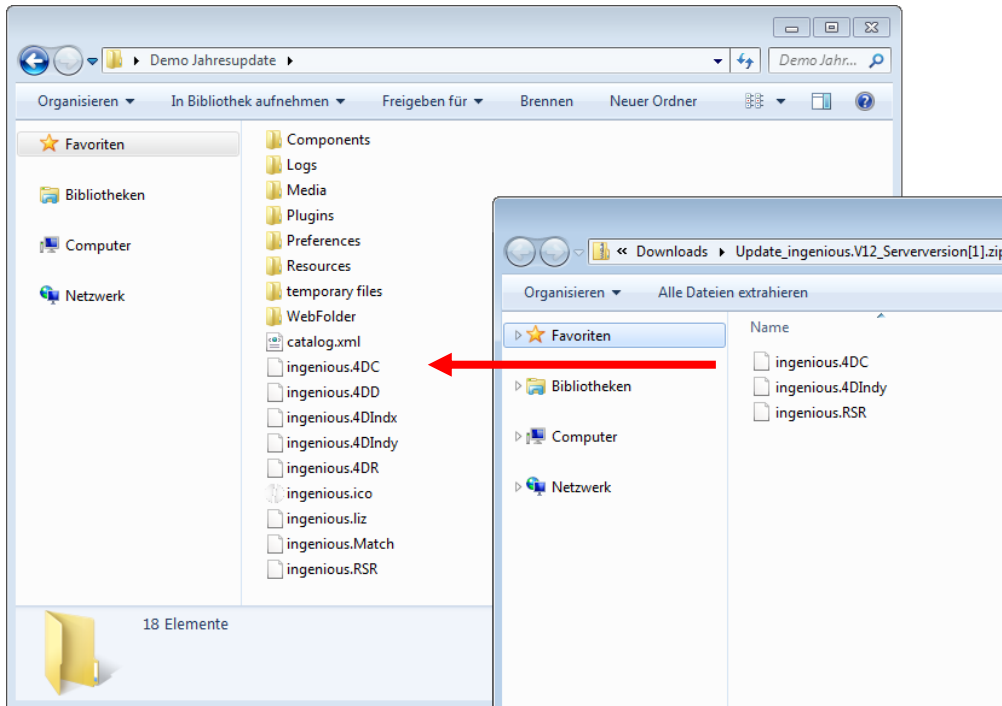 Demo Jahresupdate
Demo Jahr...
Organisieren
In Bibliothek aufnehmen
Freigeben für
Brennen
Neuer Ordner
Favoriten
Bibliotheken
Computer
Netzwerk
Components
Logs
Media
Plugins
Preferences
Resources
temporary files
WebFolder
catalog.xml
ingenious.4DC
ingenious.4DD
ingenious.4DIndx
ingenious.4DIndy
ingenious.4DR
ingenious.ico
ingenious.liz
ingenious.Match
ingenious.RSR
18 Elemente
« Downloads
Update_ingenious.V12_Serverversion[1].zip
Organisieren
Alle Dateien extrahieren
Favoriten
Bibliotheken
Computer
Netzwerk
Name
ingenious.4DC
ingenious.4DIndy
ingenious.RSR